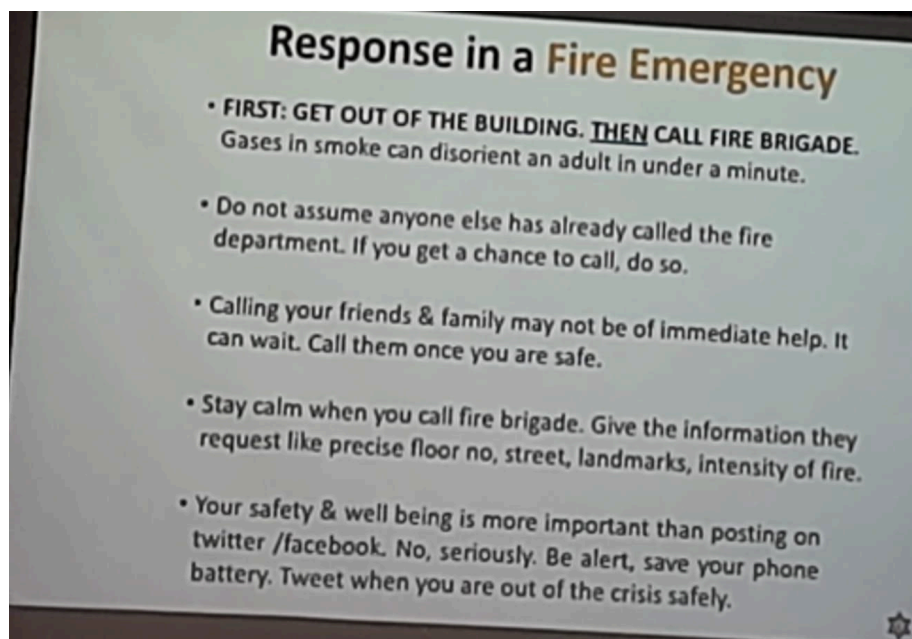 Response in a Fire Emergency
• FIRST: GET OUT OF THE BUILDING. THEN CALL FIRE BRIGADE.
Gases in smoke can disorient an adult in under a minute.
• Do not assume anyone else has already called the fire
department. If you get a chance to call, do so.
• Calling your friends & family may not be of immediate help. It
can wait. Call them once you are safe.
• Stay calm when you call fire brigade. Give the information they
request like precise floor no, street, landmarks, intensity of fire.
• Your safety & well being is more important than posting on
twitter /facebook. No, seriously. Be alert, save your phone
battery. Tweet when you are out of the crisis safely.